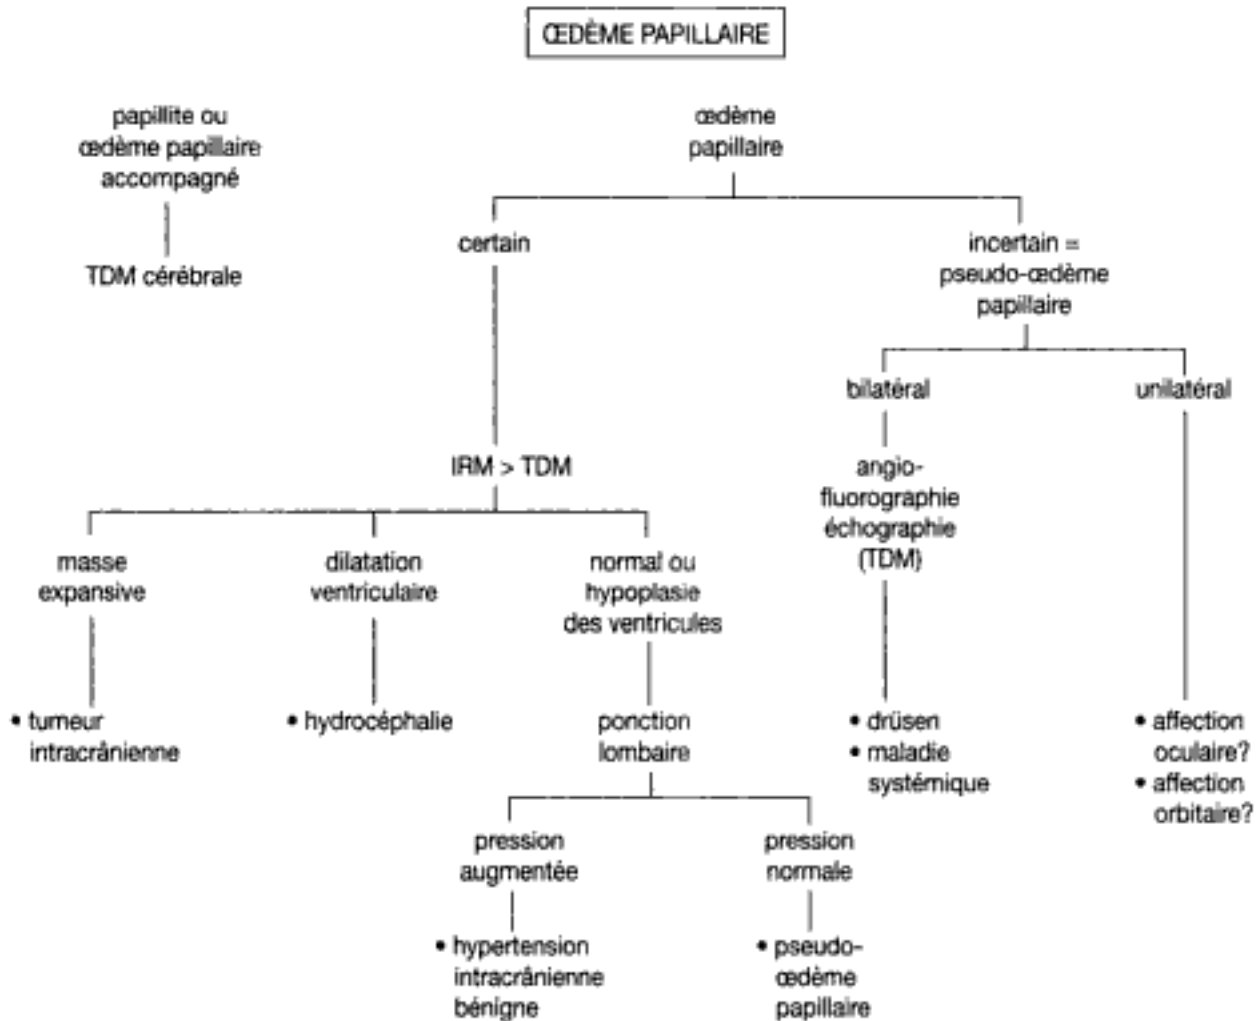 ŒDÈME PAPILLAIRE
papillite ou
œdème papillaire
accompagné
TDM cérébrale
œdème
papillaire
certain
incertain =
pseudo-œdème
papillaire
bilatéral
unilatéral
IRM > TDM
angio-
fluorographie
échographie
(TDM)
masse
expansive
dilatation
ventriculaire
normal ou
hypoplasie
des ventricules
• tumeur
intracrânienne
• hydrocéphalie
ponction
lombaire
• drüsen
• maladie
systémique
• affection
oculaire?
• affection
orbitaire?
pression
augmentée
pression
normale
• hypertension
intracrânienne
bénigne
• pseudo-
œdème
papillaire